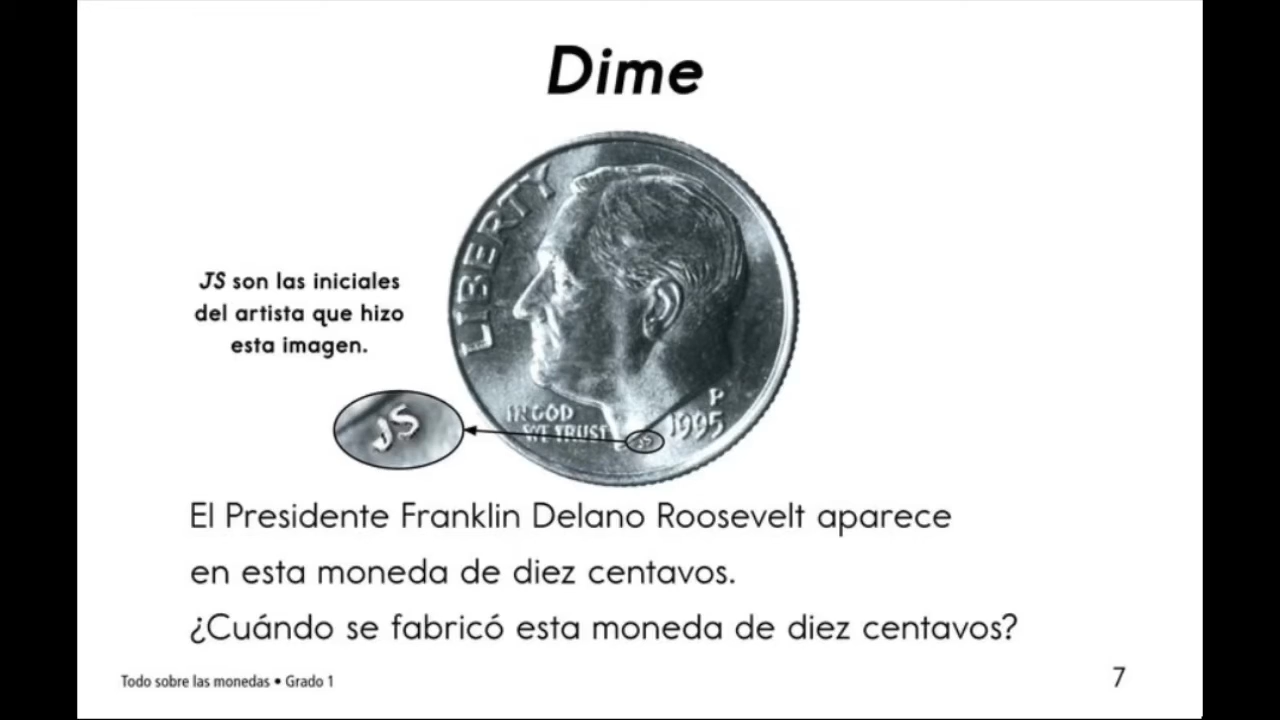 Dime
LIBERTY
JS son las iniciales
del artista que hizo
esta imagen.
JS
IN GOD
WE TRUST
JS
P
1995
El Presidente Franklin Delano Roosevelt aparece
en esta moneda de diez centavos.
¿Cuándo se fabricó esta moneda de diez centavos?
Todo sobre las monedas • Grado 1
7